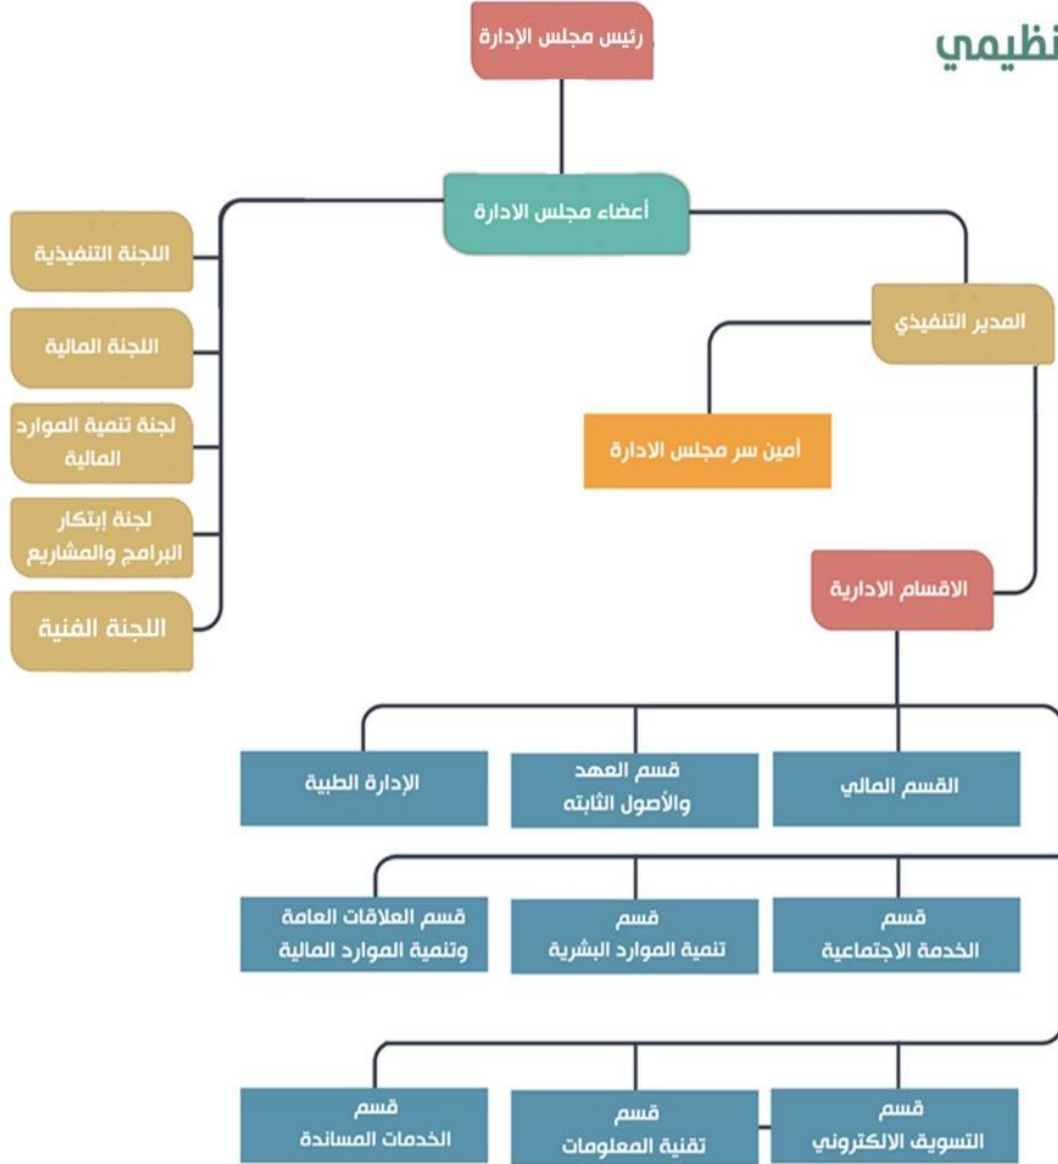 نظيمي
رئيس مجلس الإدارة
أعضاء مجلس الادارة
المدير التنفيذي
أمين سر مجلس الادارة
اللجنة التنفيذية
اللجنة المالية
لجنة تنمية الموارد
المالية
لجنة إبتكار
البرامج والمشاريع
اللجنة الفنية
الاقسام الادارية
القسم المالي
قسم العهد
والأصول الثابته
الإدارة الطبية
قسم
الخدمة الاجتماعية
قسم
تنمية الموارد البشرية
قسم العلاقات العامة
وتنمية الموارد المالية
قسم
التسويق الالكتروني
قسم
تقنية المعلومات
قسم
الخدمات المساندة